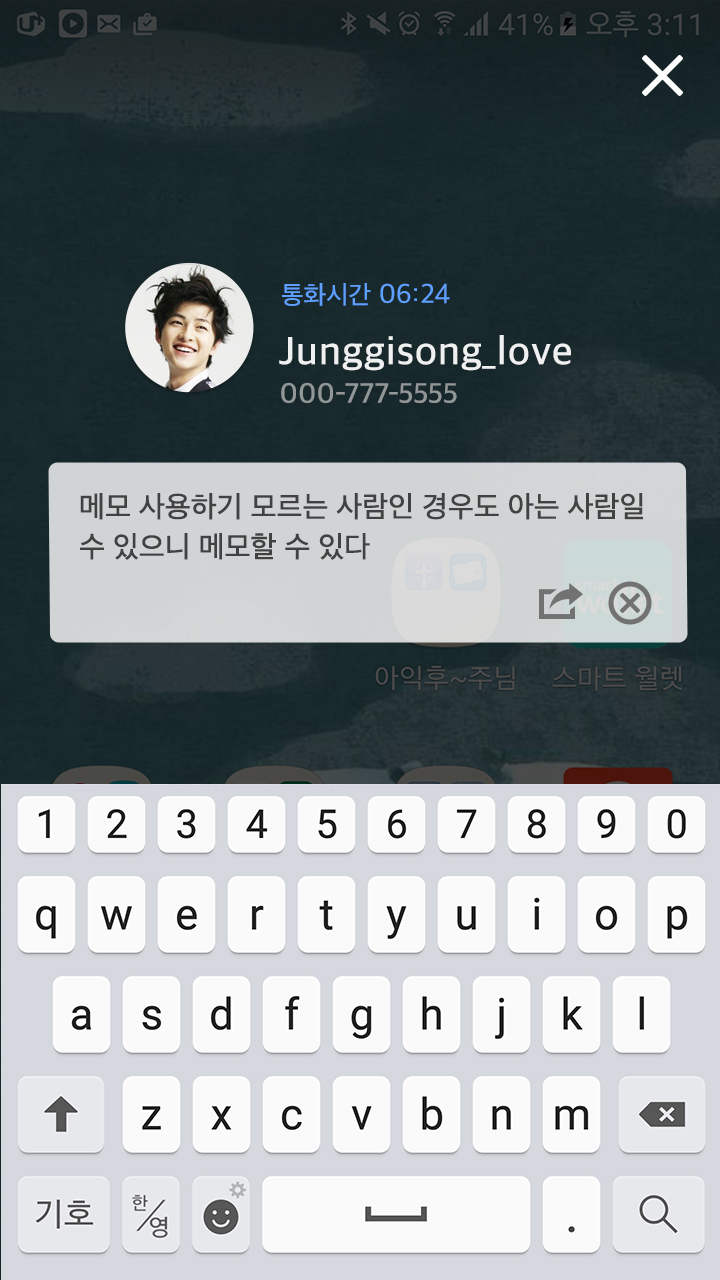 41% 오후 3:11
통화시간 06:24
Junggisong_love
000-777-5555
메모 사용하기 모르는 사람인 경우도 아는 사람일
수 있으니 메모할 수 있다
아익후~주님 스마트 월렛
1 2 3 4 5 6 7 8 9 0
q w e r t y u i o p
a s d f g h j k l
z x c v b n m
기호 한/영 .